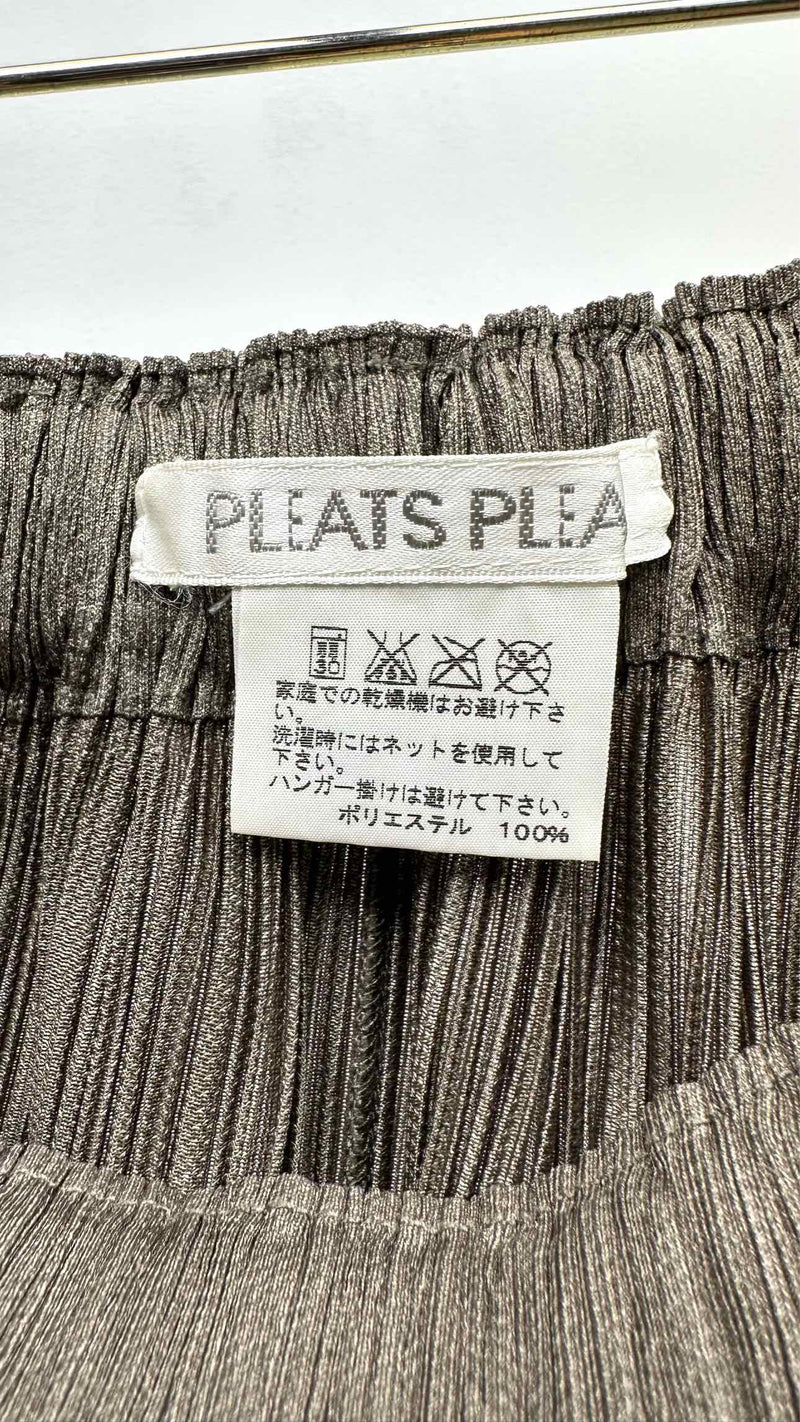 PLEATS PLEA
家庭での乾燥機はお避け下さ
い。
洗濯時にはネットを使用して
下さい。
ハンガー掛けは避けて下さい。
ポリエステル 100%